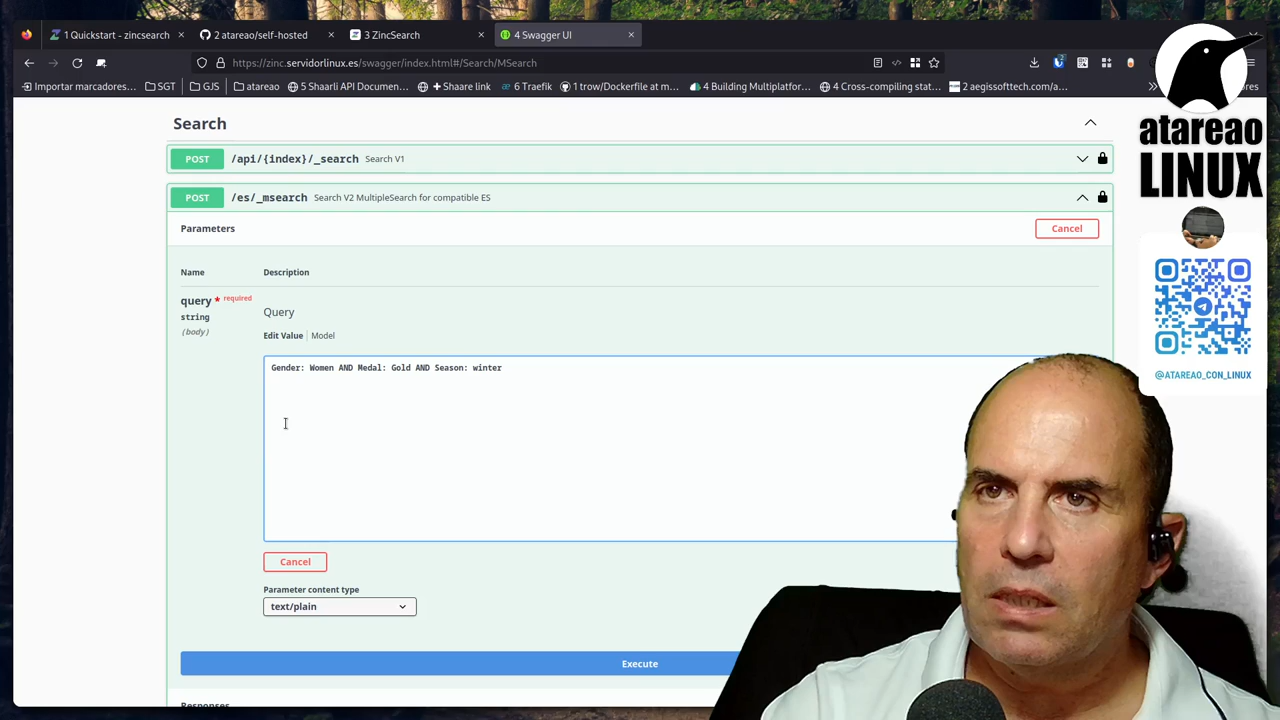 1 Quickstart - zincsearch
2 atareao/self-hosted
3 ZincSearch
4 Swagger UI
https://zinc.servidorlinux.es/swagger/index.html#/Search/MSearch
Importar marcadores...
SGT
GJS
atareao
5 Shaarli API Documen...
Share link
6 Traefik
1 trow/Dockerfile at m...
4 Building Multiplatfor...
4 Cross-compiling stat...
2 aegissofttech.com/a...
Search
POST /api/{index}/_search Search V1
POST /es/_msearch Search V2 MultipleSearch for compatible ES
Parameters
Cancel
Name Description
query * required
string
(body)
Query
Edit Value | Model
Gender: Women AND Medal: Gold AND Season: winter
Cancel
Parameter content type
text/plain
Execute
Responses
atareao
LINUX
@ATAREAO_CON_LINUX